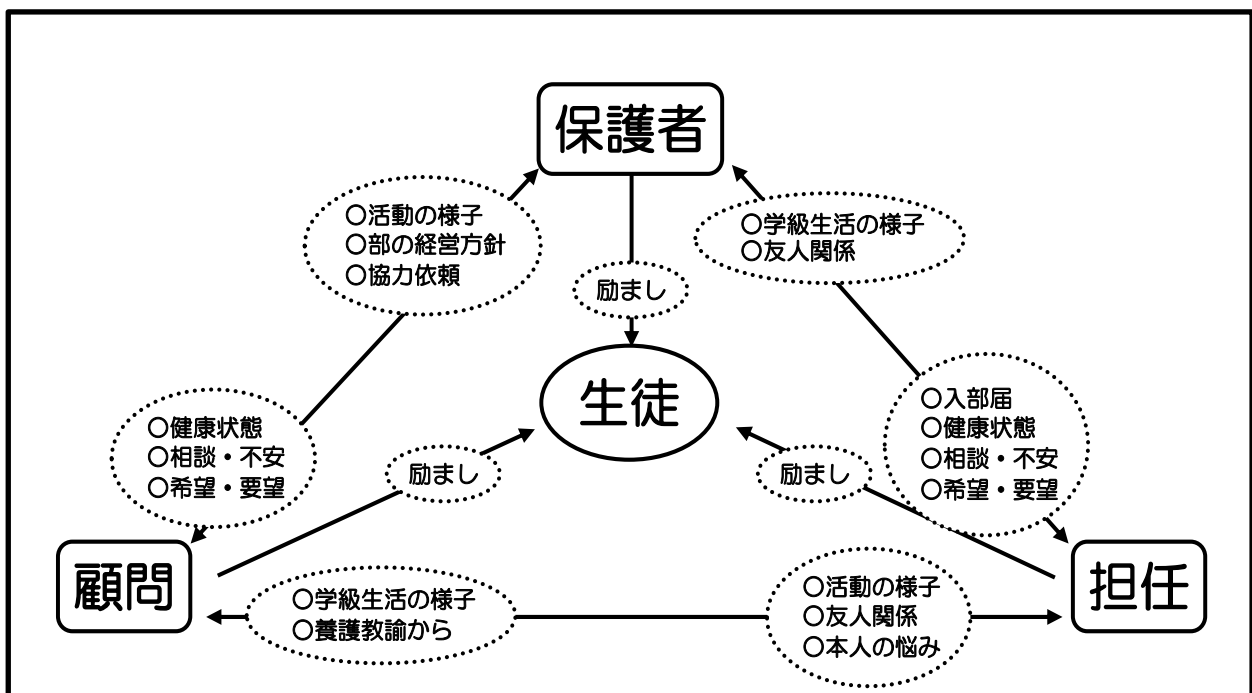 保護者
○活動の様子
○部の経営方針
○協力依頼
○学級生活の様子
○友人関係
励まし
生徒
○健康状態
○相談・不安
○希望・要望
励まし
励まし
○入部届
○健康状態
○相談・不安
○希望・要望
顧問
○学級生活の様子
○養護教諭から
○活動の様子
○友人関係
○本人の悩み
担任